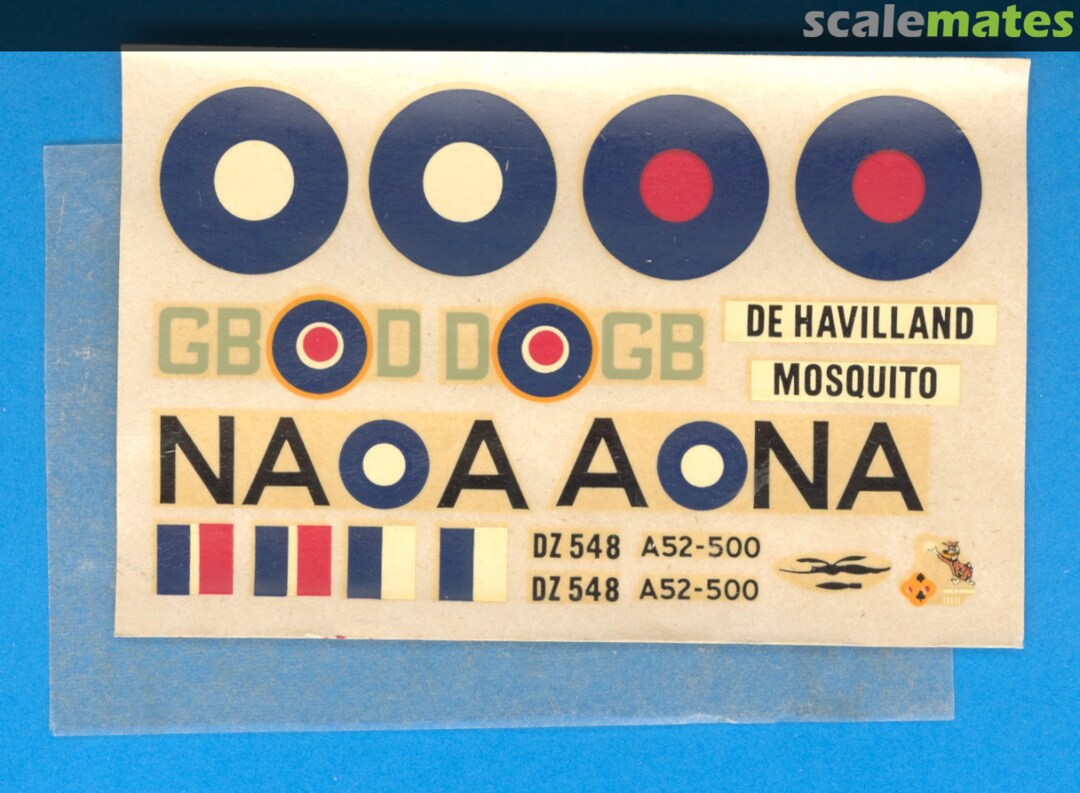 scalemates
GB D D GB
DE HAVILLAND
MOSQUITO
NA A A NA
DZ 548 A52-500
DZ 548 A52-500